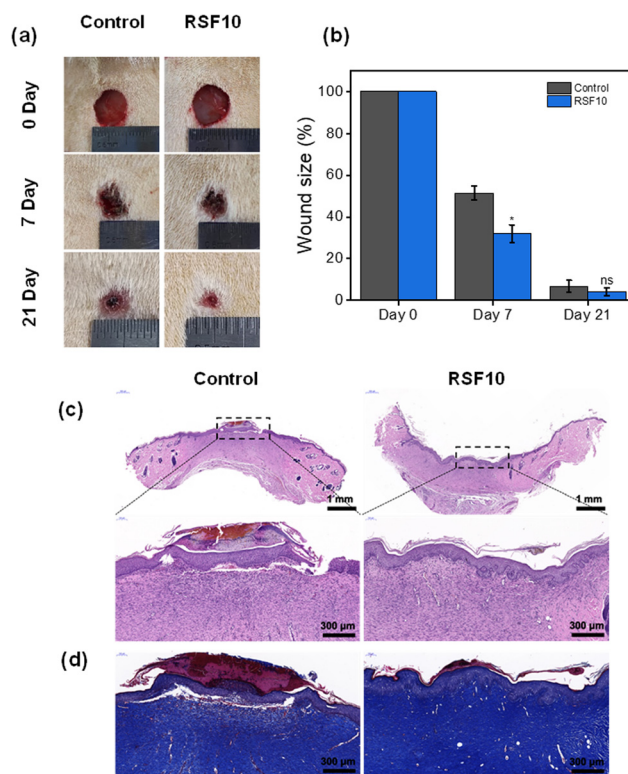 Control RSF10
(a)
0 Day
7 Day
21 Day
(b)
Wound size (%)
100
80
60
40
20
0
Control
RSF10
*
ns
Day 0 Day 7 Day 21
Control RSF10
(c)
1 mm 1 mm
300 µm 300 µm
(d)
300 µm 300 µm